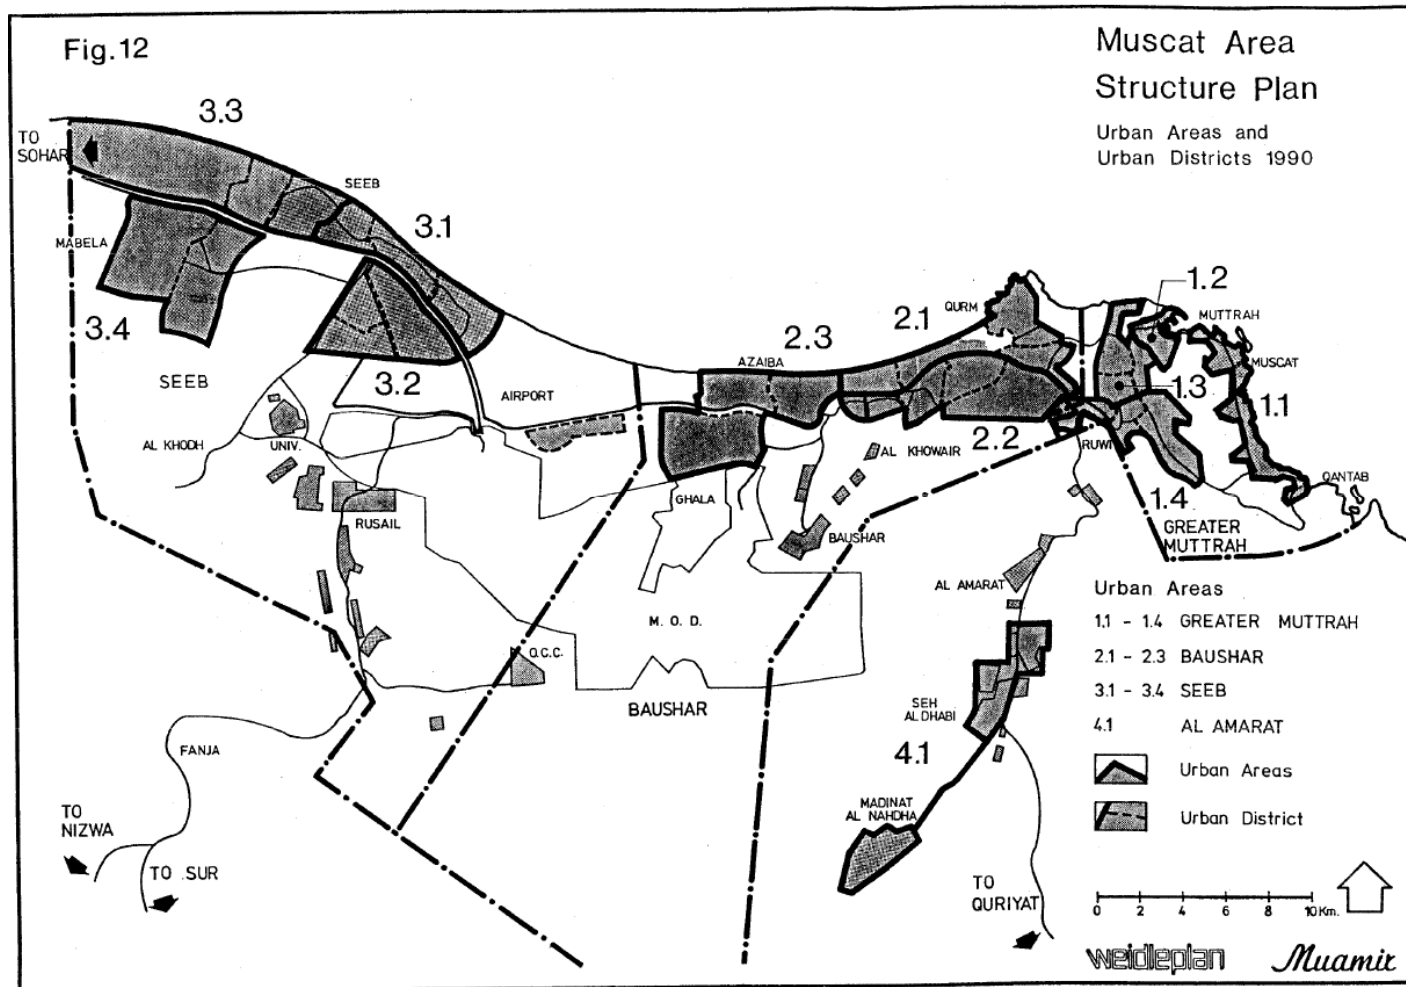 Fig.12
Muscat Area
Structure Plan
Urban Areas and
Urban Districts 1990
3.3
TO
SOHAR
SEEB
3.1
MABELA
3.4
SEEB
3.2
AIRPORT
AL KHODH
UNIV.
RUSAIL
AZAIBA
2.3
2.1
QURM
1.2
MUTTRAH
MUSCAT
1.3
1.1
2.2
RUWI
AL KHOWAIR
GHALA
BAUSHAR
1.4
QANTAB
GREATER
MUTTRAH
AL AMARAT
M. O. D.
O.C.C.
BAUSHAR
SEH
AL DHABI
4.1
MADINAT
AL NAHDHA
FANJA
TO
NIZWA
TO SUR
TO
QURIYAT
Urban Areas
1.1 - 1.4 GREATER MUTTRAH
2.1 - 2.3 BAUSHAR
3.1 - 3.4 SEEB
4.1 AL AMARAT
Urban Areas
Urban District
0 2 4 6 8 10 Km.
weidleplan
Muamir